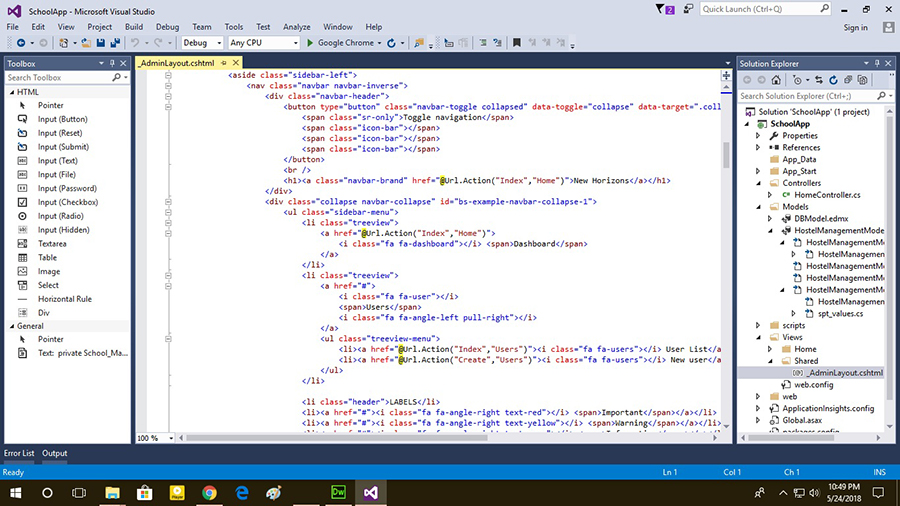 SchoolApp - Microsoft Visual Studio
2
Quick Launch (Ctrl+Q)
File Edit View Project Build Debug Team Tools Test Analyze Window Help
Sign in
Debug Any CPU Google Chrome
Toolbox
Search Toolbox
HTML
Pointer
Input (Button)
Input (Reset)
Input (Submit)
Input (Text)
Input (File)
Input (Password)
Input (Checkbox)
Input (Radio)
Input (Hidden)
Textarea
Table
Image
Select
Horizontal Rule
Div
General
Pointer
Text: private School_Ma...
_AdminLayout.cshtml
<aside class="sidebar-left">
<nav class="navbar navbar-inverse">
<div class="navbar-header">
<button type="button" class="navbar-toggle collapsed" data-toggle="collapse" data-target=".coll
<span class="sr-only">Toggle navigation</span>
<span class="icon-bar"></span>
<span class="icon-bar"></span>
<span class="icon-bar"></span>
</button>
<br />
<h1><a class="navbar-brand" href="@Url.Action("Index","Home")">New Horizons</a></h1>
</div>
<div class="collapse navbar-collapse" id="bs-example-navbar-collapse-1">
<ul class="sidebar-menu">
<li class="treeview">
<a href="@Url.Action("Index","Home")">
<i class="fa fa-dashboard"></i> <span>Dashboard</span>
</a>
</li>
<li class="treeview">
<a href="#">
<i class="fa fa-user"></i>
<span>Users</span>
<i class="fa fa-angle-left pull-right"></i>
</a>
<ul class="treeview-menu">
<li><a href="@Url.Action("Index","Users")"><i class="fa fa-users"></i> User List</a
<li><a href="@Url.Action("Create","Users")"><i class="fa fa-users"></i> New user</a
</ul>
</li>
<li class="header">LABELS</li>
<li><a href="#"><i class="fa fa-angle-right text-red"></i> <span>Important</span></a></li>
<li><a href="#"><i class="fa fa-angle-right text-yellow"></i> <span>Warning</span></a></li>
100 %
Solution Explorer
Search Solution Explorer (Ctrl+;)
Solution 'SchoolApp' (1 project)
SchoolApp
Properties
References
App_Data
App_Start
Controllers
HomeController.cs
Models
DBModel.edmx
HostelManagementMode
HostelManagementM
HostelManagement
HostelManagementM
HostelManagementM
HostelManagement
spt_values.cs
scripts
Views
Home
Shared
_AdminLayout.cshtml
web.config
web
ApplicationInsights.config
Global.asax
packages.config
Error List Output
Ready Ln 1 Col 1 Ch 1 INS
Player
Dw
10:49 PM
5/24/2018